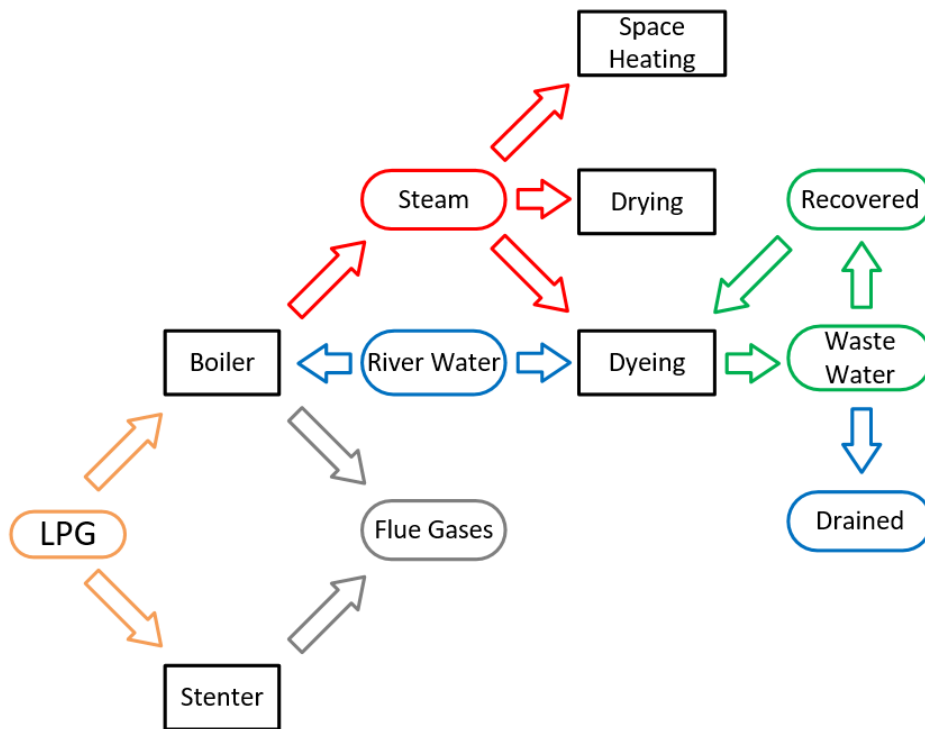 Space
Heating
Steam
Drying
Recovered
Boiler
River Water
Dyeing
Waste
Water
LPG
Flue Gases
Drained
Stenter